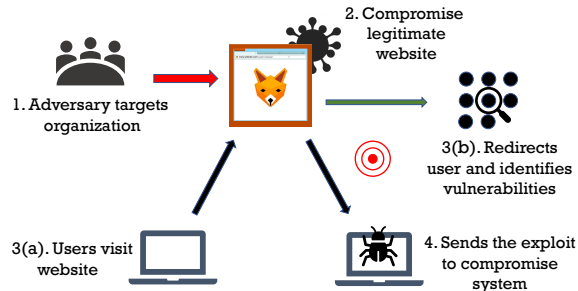 1. Adversary targets
organization
2. Compromise
legitimate
website
3(b). Redirects
user and identifies
vulnerabilities
3(a). Users visit
website
4. Sends the exploit
to compromise
system